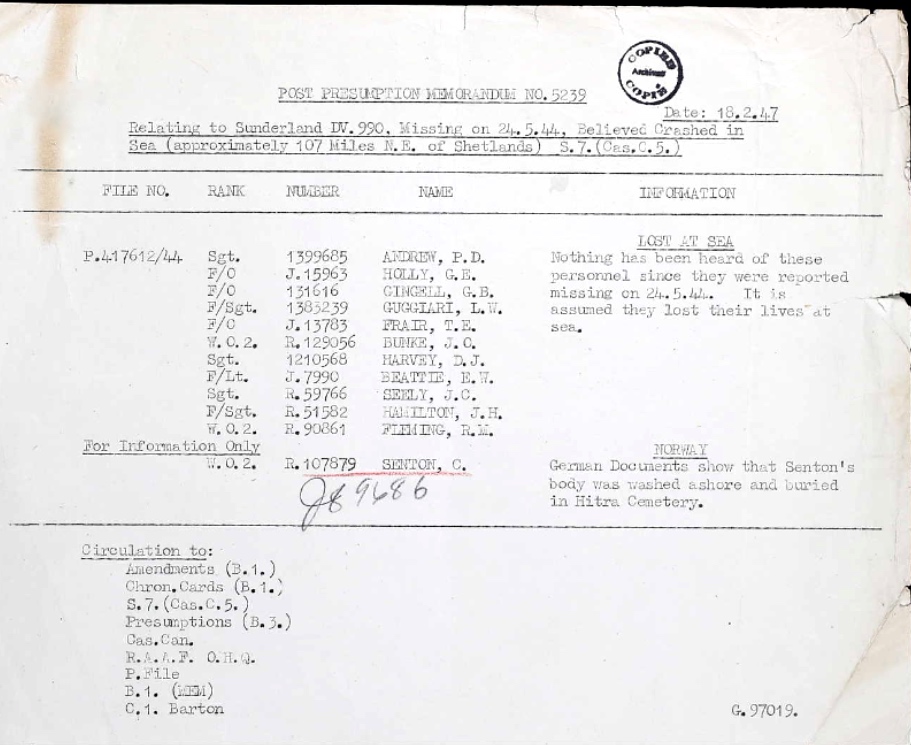 COPIES
Archives
COPIE
POST PRESUMPTION MEMORANDUM NO. 5239
Date: 18.2.47
Relating to Sunderland DV.990, Missing on 24.5.44, Believed Crashed in
Sea (approximately 107 Miles N.E. of Shetlands) S.7.(Cas.C.5.)
FILE NO. RANK NUMBER NAME INFORMATION
LOST AT SEA
P.417612/44 Sgt. 1399685 ANDREW, P.D. Nothing has been heard of these
F/O J.15963 HOLLY, G.E. personnel since they were reported
F/O 131616 GINGELL, G.B. missing on 24.5.44. It is
F/Sgt. 1385239 GUGGIARI, L.W. assumed they lost their lives at
F/O J.13783 FRAIR, T.E. sea.
W.O.2. R.129056 BUNKE, J.O.
Sgt. 1210568 HARVEY, D.J.
F/Lt. J.7990 BEATTIE, E.W.
Sgt. R.59766 SEELY, J.C.
F/Sgt. R.51582 HAMILTON, J.H.
W.O.2. R.90861 FLEMING, R.M.
For Information Only NORWAY
W.O.2. R.107879 SENTON, C. German Documents show that Senton's
J89686 body was washed ashore and buried
in Hitra Cemetery.
Circulation to:
Amendments (B.1.)
Chron.Cards (B.1.)
S.7.(Cas.C.5.)
Presumptions (B.3.)
Cas.Can.
R.A.A.F. O.H.Q.
P.File
B.1. (MEM)
C.1. Barton
G.97019.